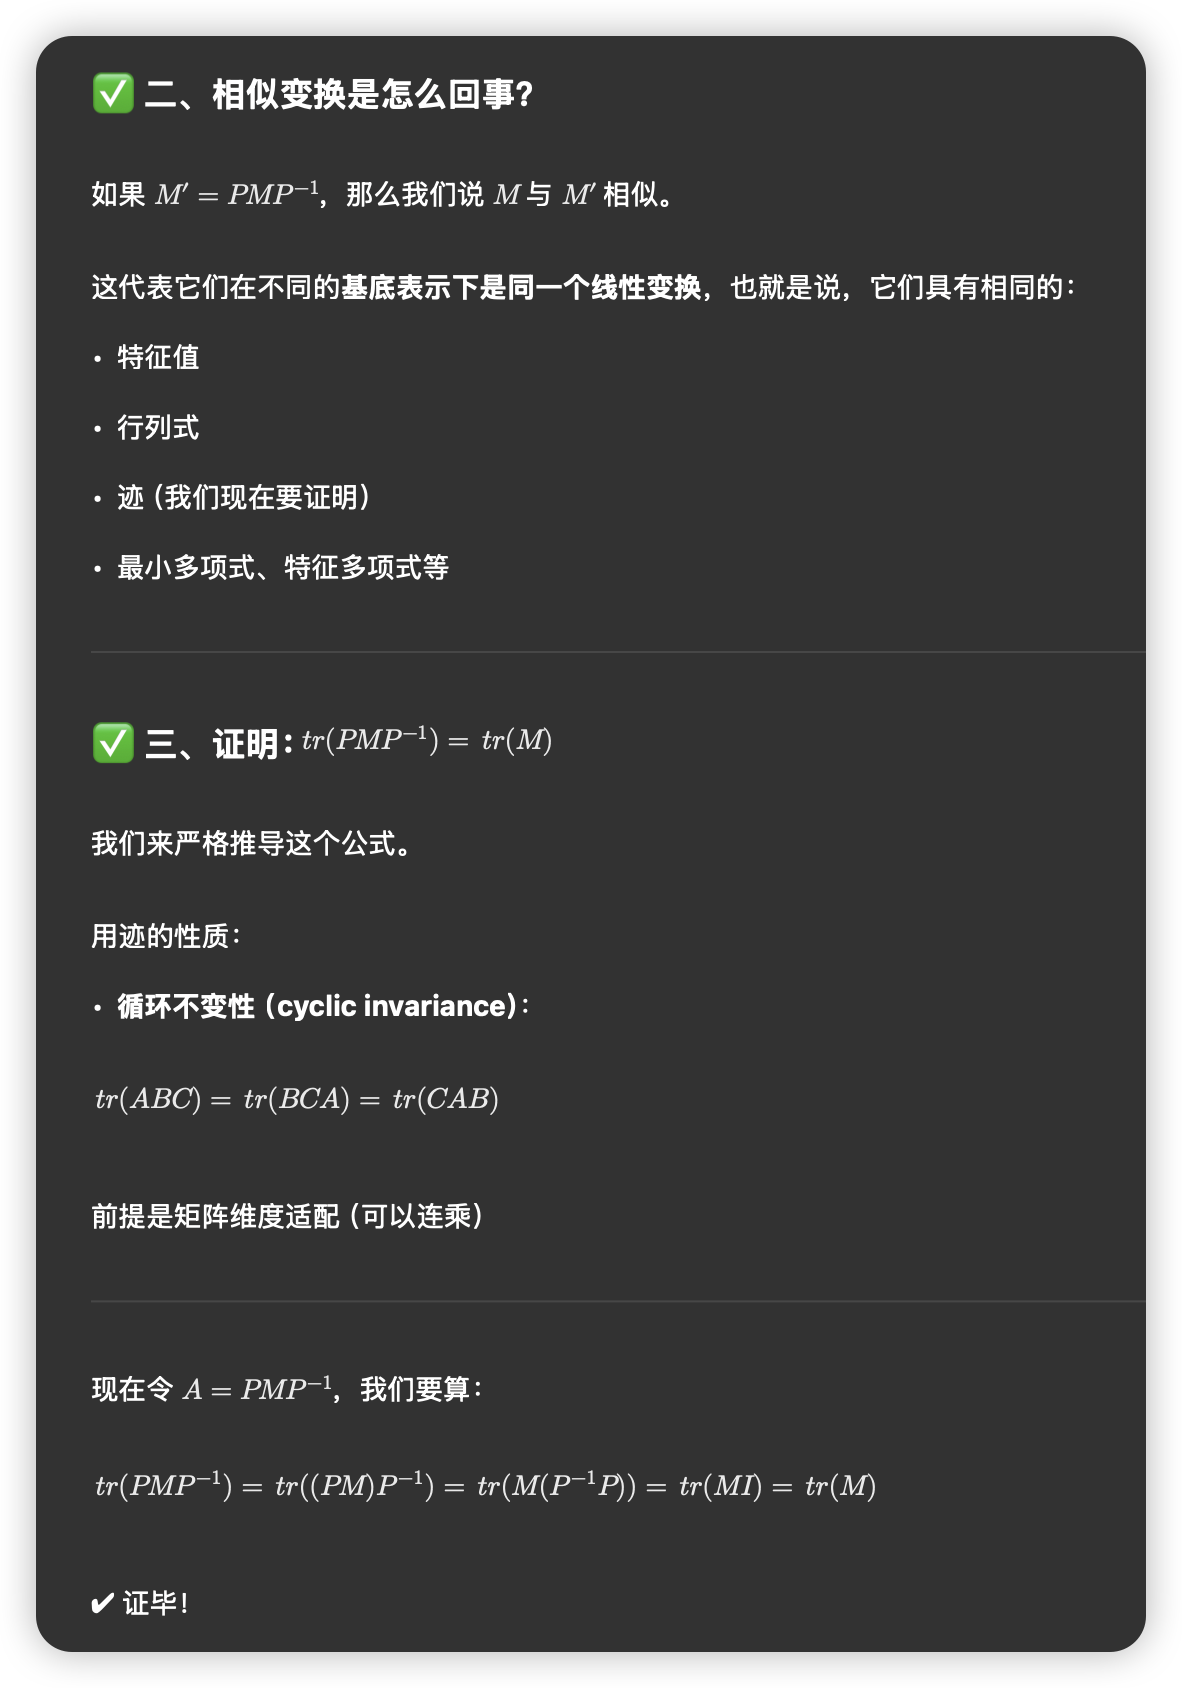 ✅ 二、相似变换是怎么回事？
如果 M′ = PMP⁻¹，那么我们说 M 与 M′ 相似。
这代表它们在不同的基底表示下是同一个线性变换，也就是说，它们具有相同的：
• 特征值
• 行列式
• 迹（我们现在要证明）
• 最小多项式、特征多项式等
✅ 三、证明：tr(PMP⁻¹) = tr(M)
我们来严格推导这个公式。
用迹的性质：
• 循环不变性（cyclic invariance）：
tr(ABC) = tr(BCA) = tr(CAB)
前提是矩阵维度适配（可以连乘）
现在令 A = PMP⁻¹，我们要算：
tr(PMP⁻¹) = tr((PM)P⁻¹) = tr(M(P⁻¹P)) = tr(MI) = tr(M)
✔ 证毕！